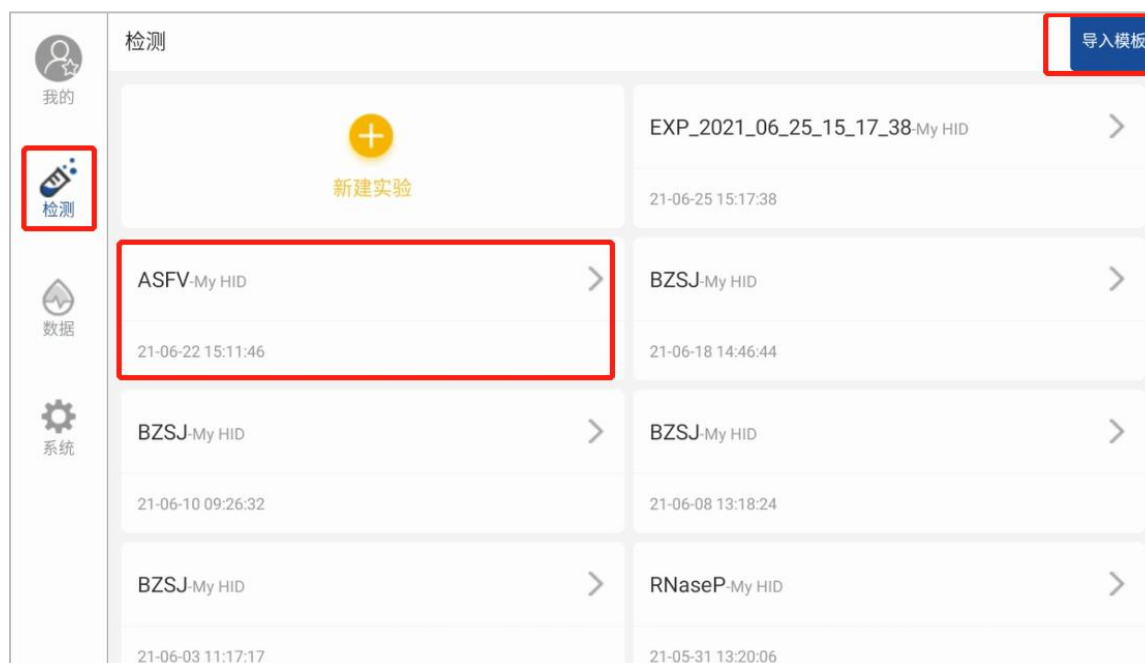 我的
检测
数据
系统
检测
导入模板
新建实验
EXP_2021_06_25_15_17_38-My HID
21-06-25 15:17:38
ASFV-My HID
21-06-22 15:11:46
BZSJ-My HID
21-06-18 14:46:44
BZSJ-My HID
21-06-10 09:26:32
BZSJ-My HID
21-06-08 13:18:24
BZSJ-My HID
21-06-03 11:17:17
RNaseP-My HID
21-05-31 13:20:06